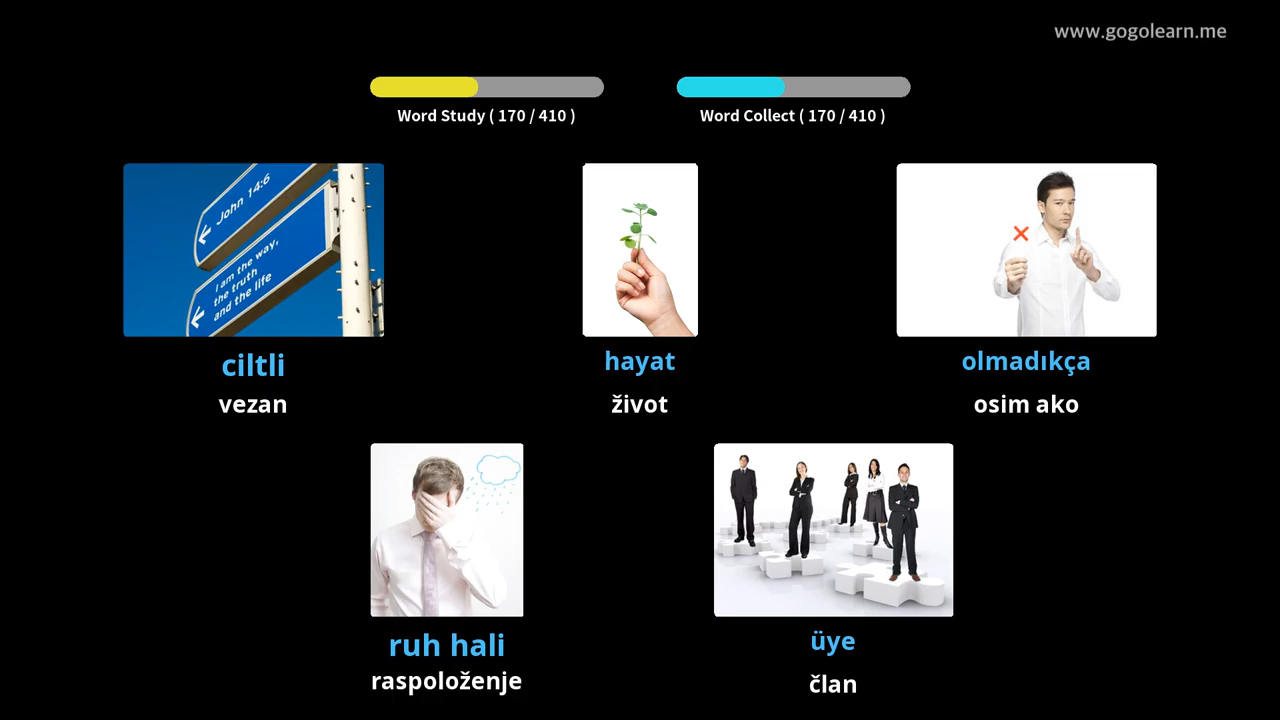 www.gogolearn.me
Word Study ( 170 / 410 )
Word Collect ( 170 / 410 )
John 14:6
I am the way,
the truth
and the life
ciltli
vezan
hayat
život
olmadıkça
osim ako
ruh hali
raspoloženje
üye
član